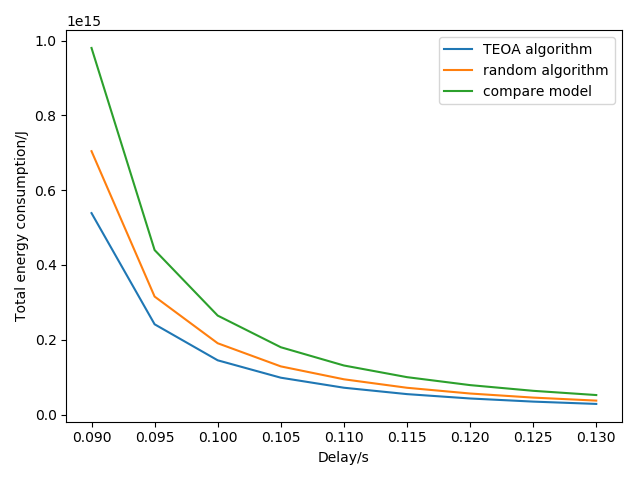 1e15
TEOA algorithm
random algorithm
compare model
Total energy consumption/J
1.0
0.8
0.6
0.4
0.2
0.0
0.090 0.095 0.100 0.105 0.110 0.115 0.120 0.125 0.130
Delay/s